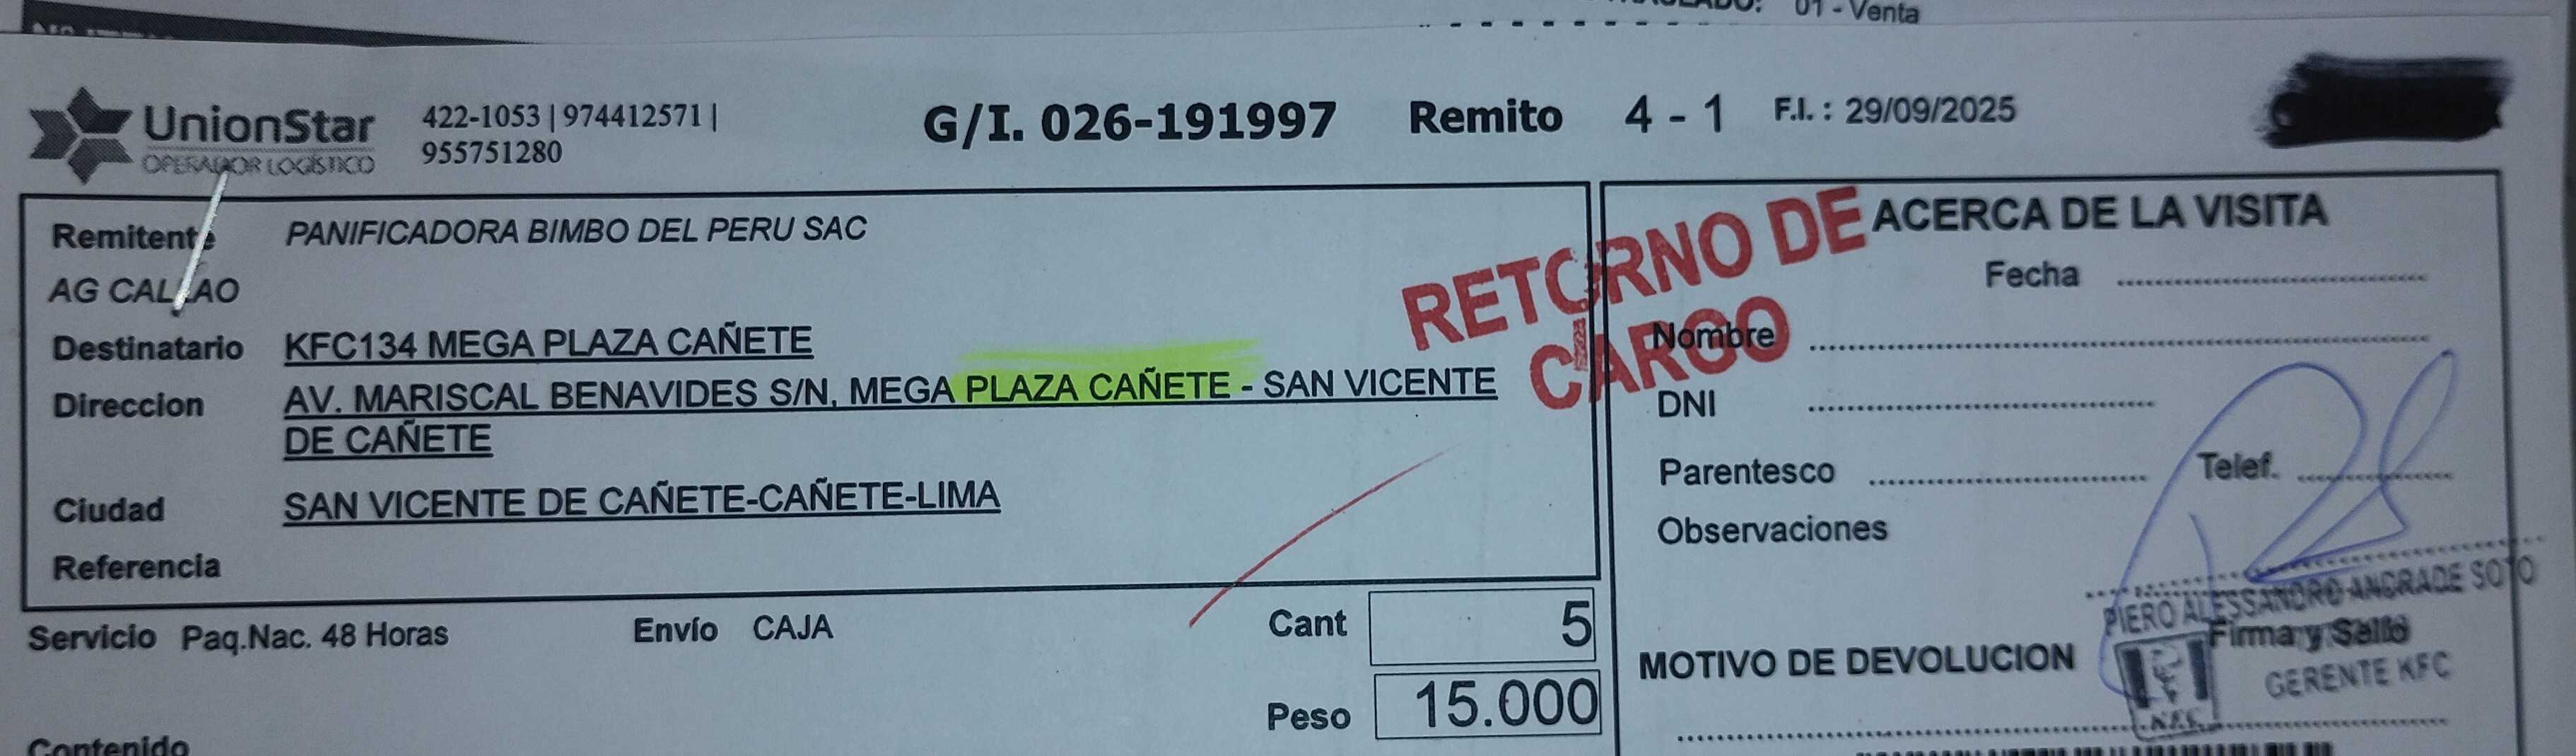 01 - Venta
UnionStar
OPERADOR LOGÍSTICO
422-1053 | 974412571 |
955751280
G/I. 026-191997 Remito 4 - 1 F.I. : 29/09/2025
Remitente PANIFICADORA BIMBO DEL PERU SAC
AG CALLAO
Destinatario KFC134 MEGA PLAZA CAÑETE
Direccion AV. MARISCAL BENAVIDES S/N, MEGA PLAZA CAÑETE - SAN VICENTE
DE CAÑETE
Ciudad SAN VICENTE DE CAÑETE-CAÑETE-LIMA
Referencia
Servicio Paq.Nac. 48 Horas Envío CAJA Cant 5
Peso 15.000
Contenido
RETORNO DE
CARGO
ACERCA DE LA VISITA
Fecha
Nombre
DNI
Parentesco Telef.
Observaciones
PIERO ALESSANDRO ANDRADE SOTO
Firma y Sello
GERENTE KFC
KFC
MOTIVO DE DEVOLUCION